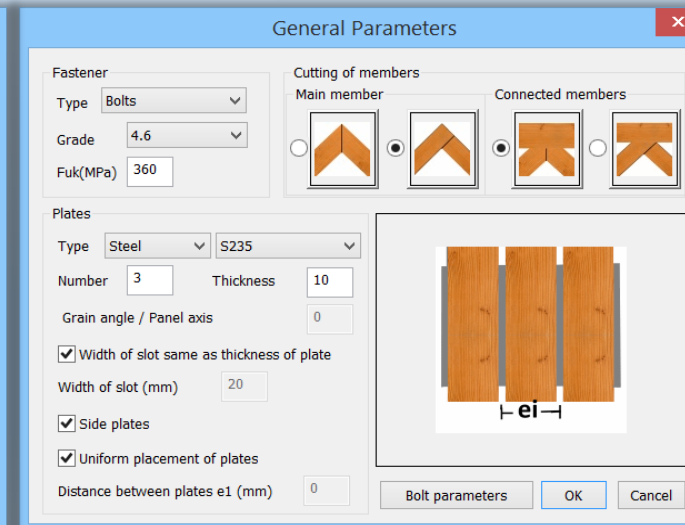 General Parameters
Fastener
Type Bolts
Grade 4.6
Fuk(MPa) 360
Cutting of members
Main member
Connected members
Plates
Type Steel S235
Number 3 Thickness 10
Grain angle / Panel axis 0
Width of slot same as thickness of plate
Width of slot (mm) 20
Side plates
Uniform placement of plates
Distance between plates e1 (mm) 0
ei
Bolt parameters OK Cancel